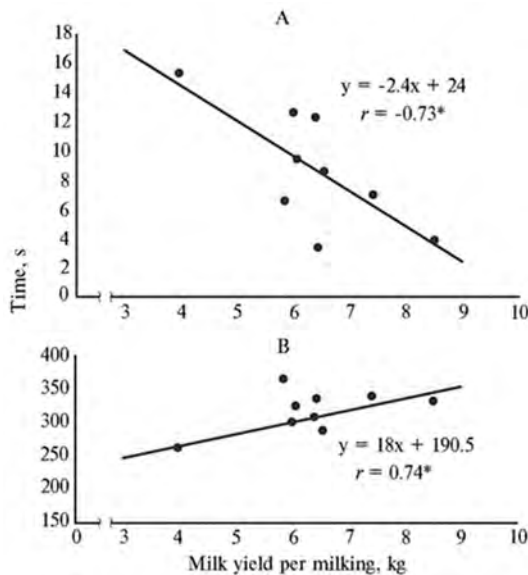 A
18
16
14
12
10
8
6
4
2
0
y = -2.4x + 24
r = -0.73*
3 4 5 6 7 8 9 10
Time, s
B
400
350
300
250
200
150
y = 18x + 190.5
r = 0.74*
0 3 4 5 6 7 8 9 10
Milk yield per milking, kg